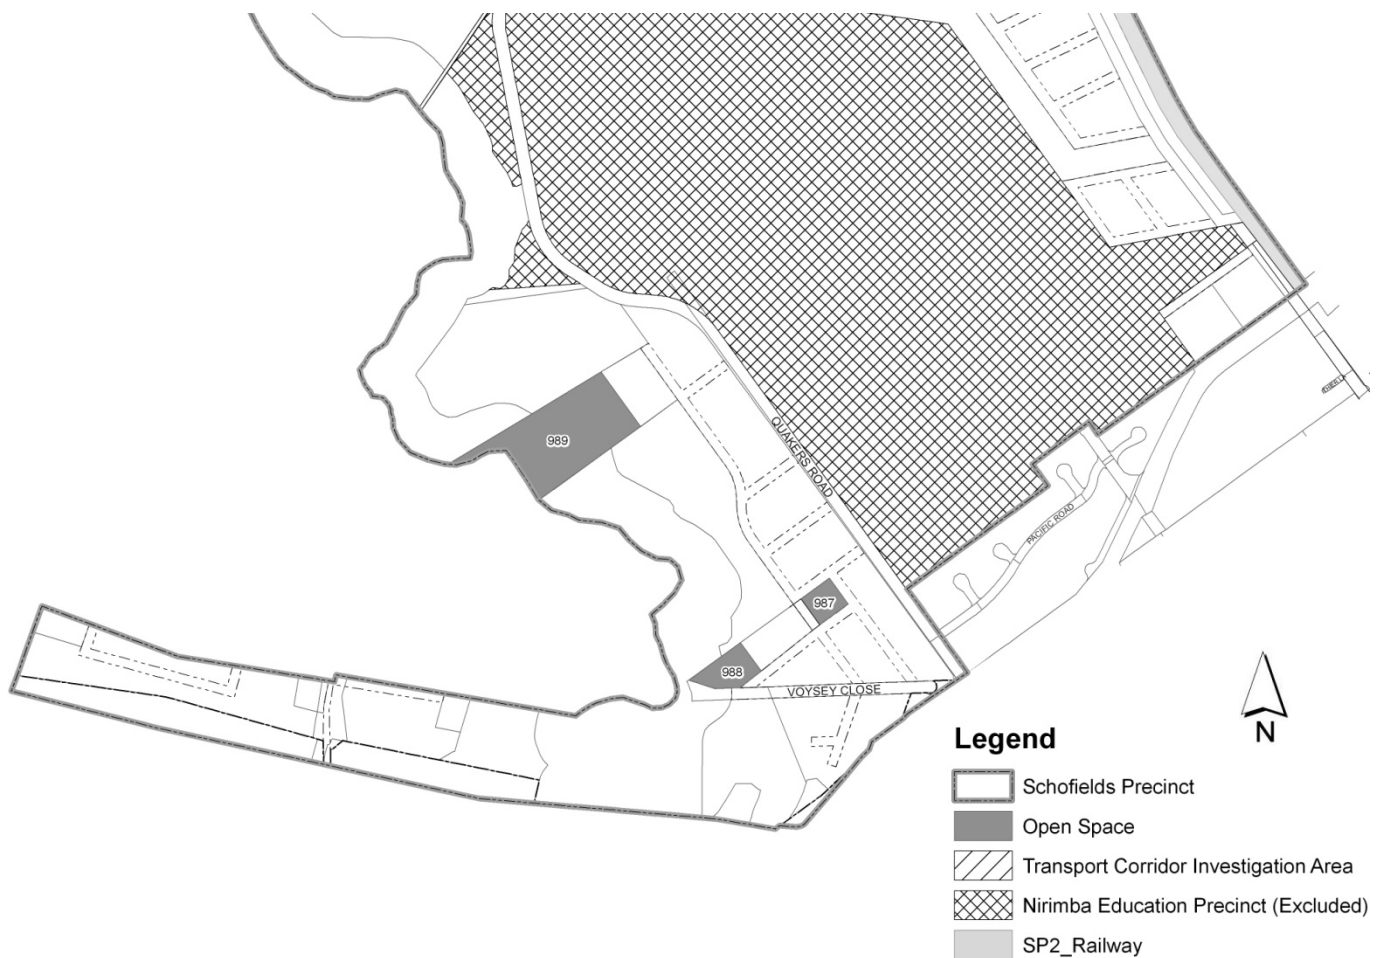 989
QUAKERS ROAD
PACIFIC ROAD
987
988
VOYSEY CLOSE
N
Legend
Schofields Precinct
Open Space
Transport Corridor Investigation Area
Nirimba Education Precinct (Excluded)
SP2_Railway